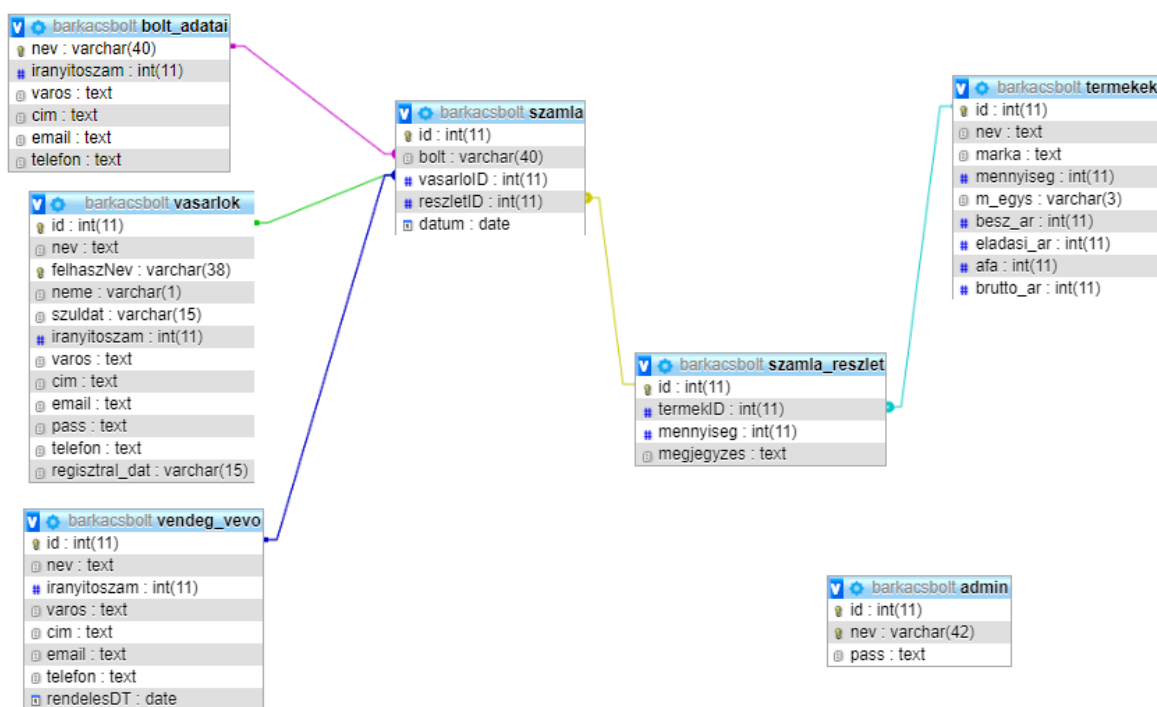 barkacsbolt bolt_adatai
nev : varchar(40)
iranyitoszam : int(11)
varos : text
cim : text
email : text
telefon : text
barkacsbolt vasarlok
id : int(11)
nev : text
felhaszNev : varchar(38)
neme : varchar(1)
szuldat : varchar(15)
iranyitoszam : int(11)
varos : text
cim : text
email : text
pass : text
telefon : text
regisztral_dat : varchar(15)
barkacsbolt vendeg_vevo
id : int(11)
nev : text
iranyitoszam : int(11)
varos : text
cim : text
email : text
telefon : text
rendelesDT : date
barkacsbolt szamla
id : int(11)
bolt : varchar(40)
vasarloID : int(11)
reszletID : int(11)
datum : date
barkacsbolt szamla_reszlet
id : int(11)
termekID : int(11)
mennyiseg : int(11)
megjegyzes : text
barkacsbolt termekek
id : int(11)
nev : text
marka : text
mennyiseg : int(11)
m_egys : varchar(3)
besz_ar : int(11)
eladasi_ar : int(11)
afa : int(11)
brutto_ar : int(11)
barkacsbolt admin
id : int(11)
nev : varchar(42)
pass : text